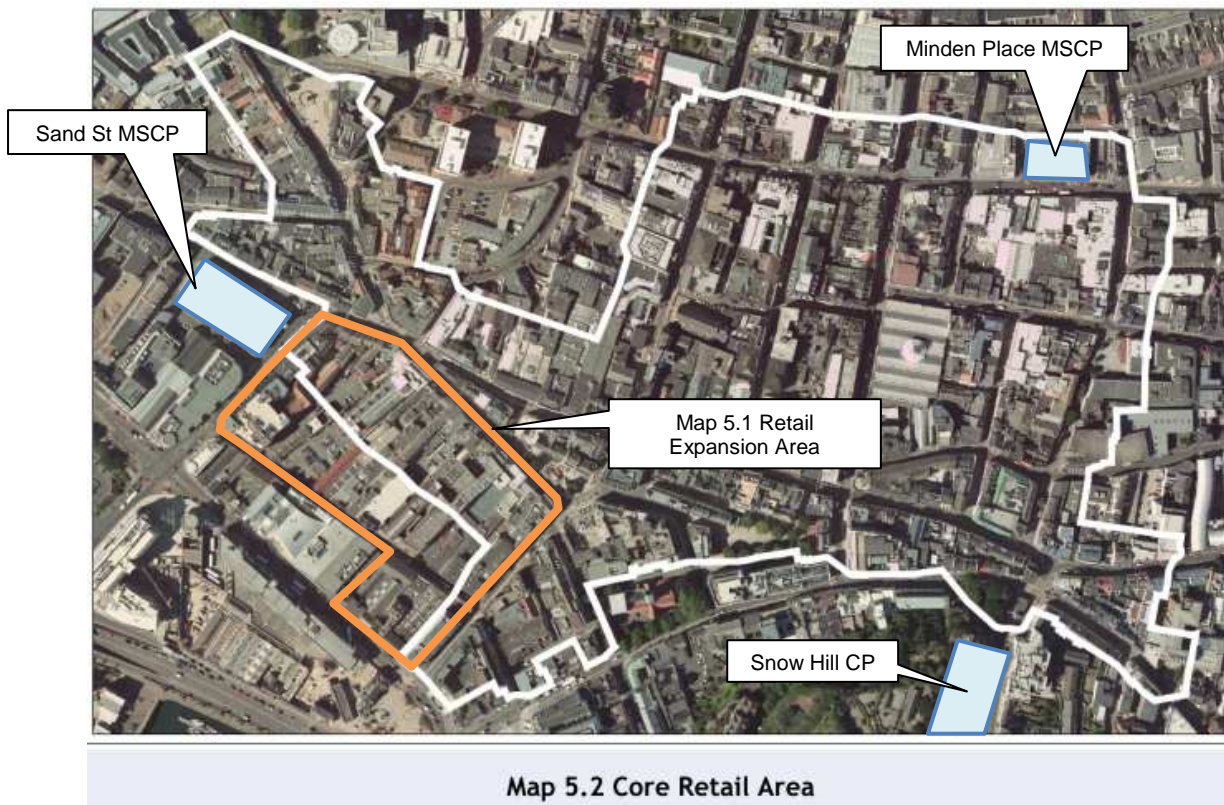 Minden Place MSCP
Sand St MSCP
Map 5.1 Retail
Expansion Area
Snow Hill CP
Map 5.2 Core Retail Area